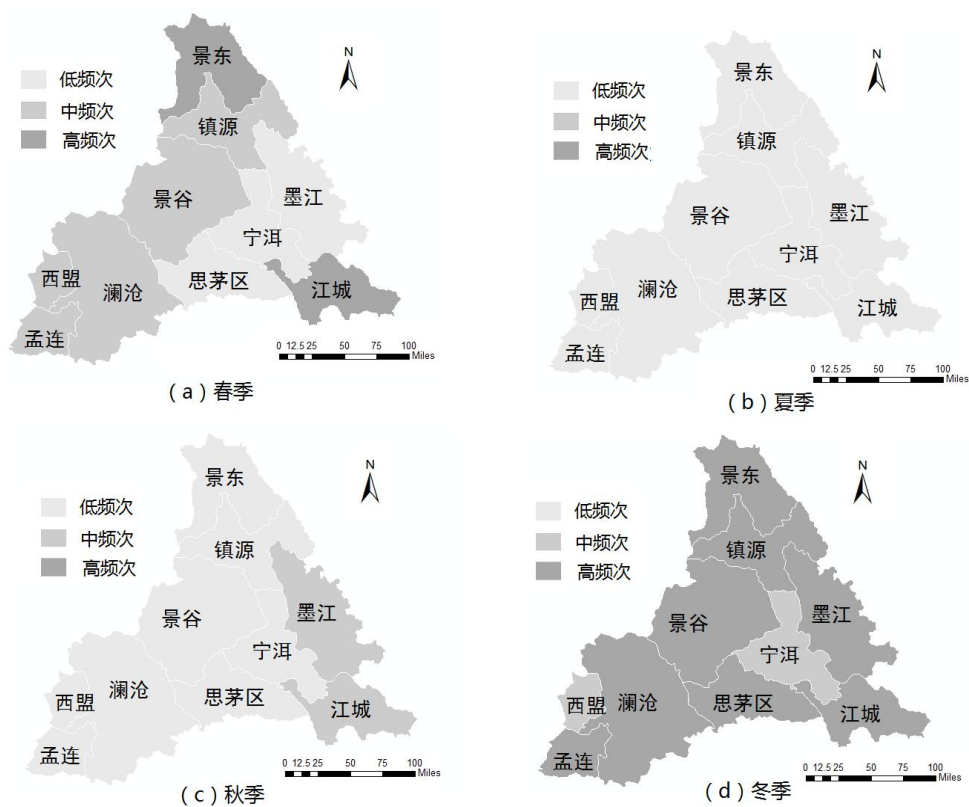 景东
N
低频次
中频次
高频次
镇源
景谷
墨江
宁洱
西盟
澜沧
思茅区
江城
孟连
0 12.5 25 50 75 100
Miles
（a）春季
景东
N
低频次
中频次
高频次
镇源
景谷
墨江
宁洱
西盟
澜沧
思茅区
江城
孟连
0 12.5 25 50 75 100
Miles
（b）夏季
景东
N
低频次
中频次
高频次
镇源
景谷
墨江
宁洱
西盟
澜沧
思茅区
江城
孟连
0 12.5 25 50 75 100
Miles
（c）秋季
景东
N
低频次
中频次
高频次
镇源
景谷
墨江
宁洱
西盟
澜沧
思茅区
江城
孟连
0 12.5 25 50 75 100
Miles
（d）冬季